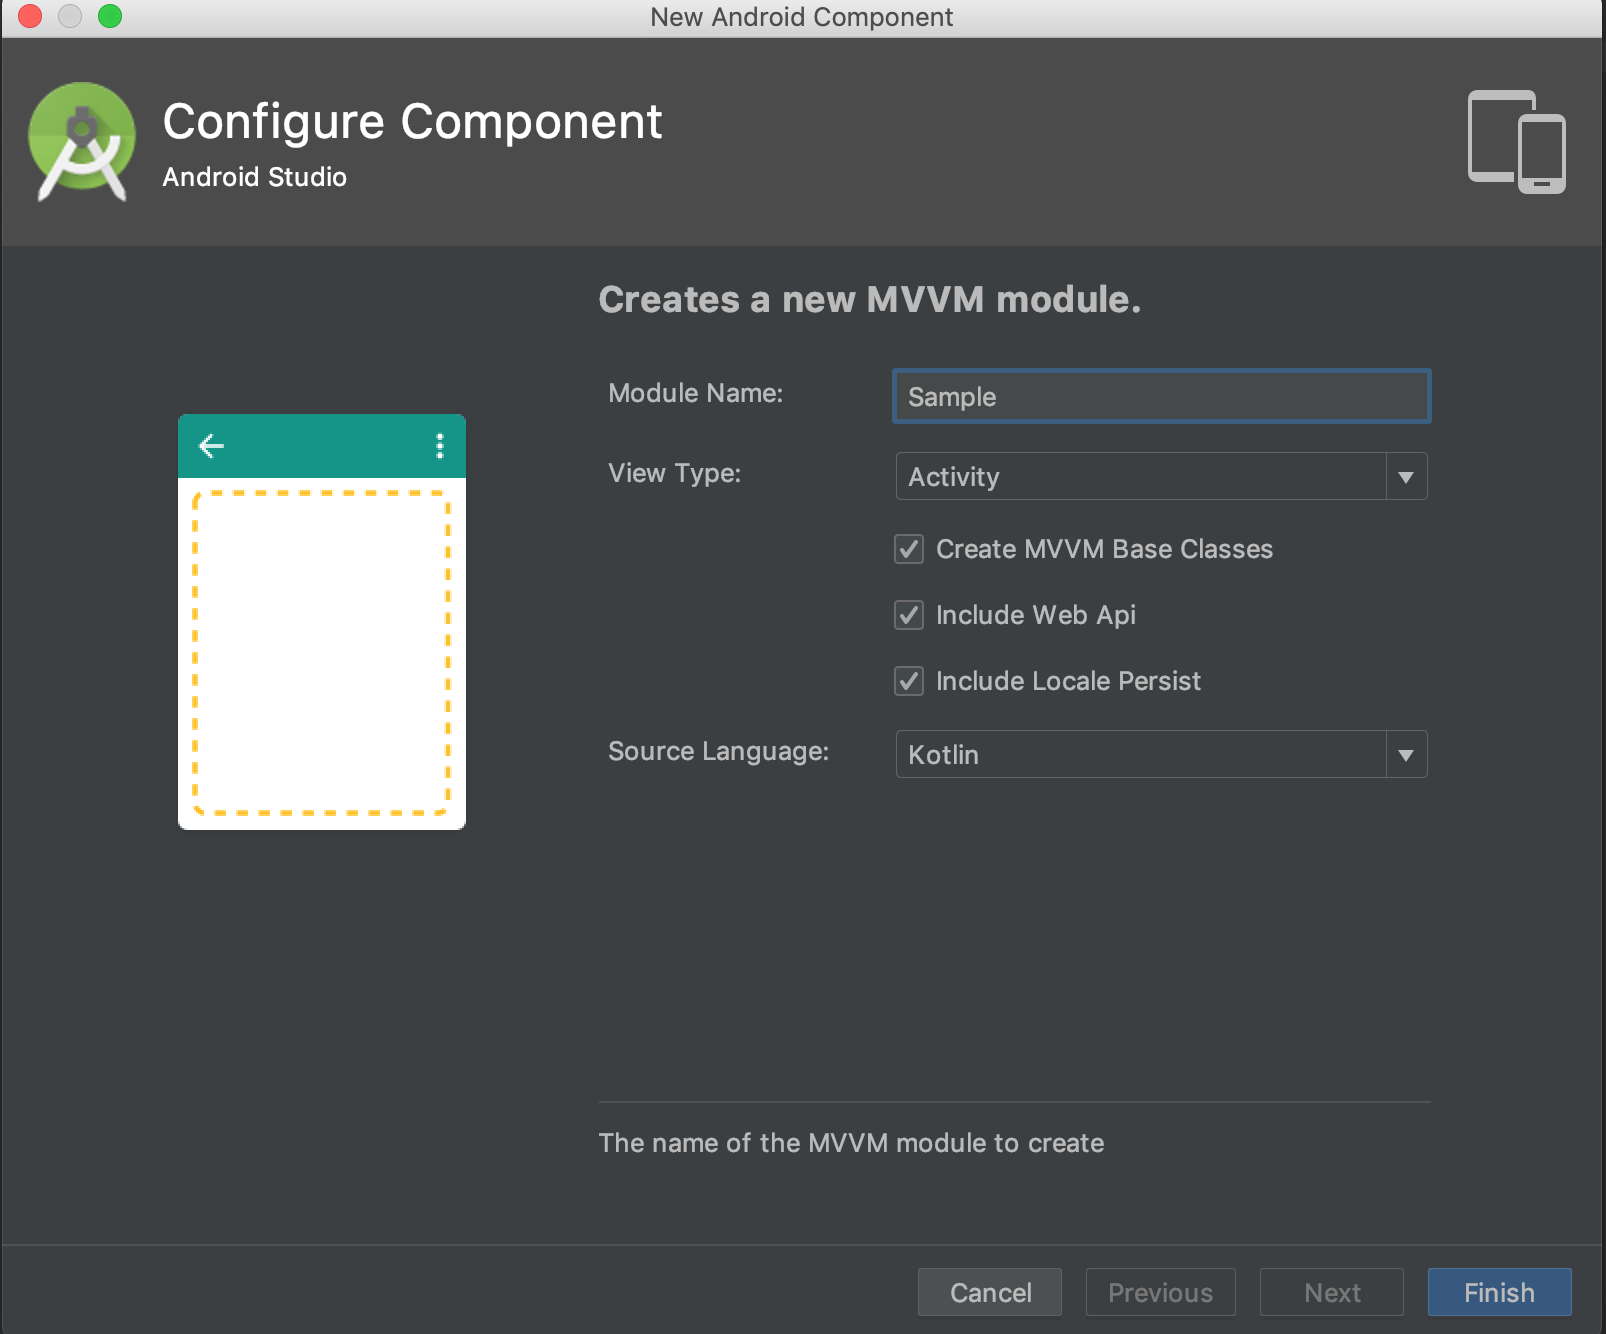 New Android Component
Configure Component
Android Studio
Creates a new MVVM module.
Module Name: Sample
View Type: Activity
Create MVVM Base Classes
Include Web Api
Include Locale Persist
Source Language: Kotlin
The name of the MVVM module to create
Cancel Previous Next Finish